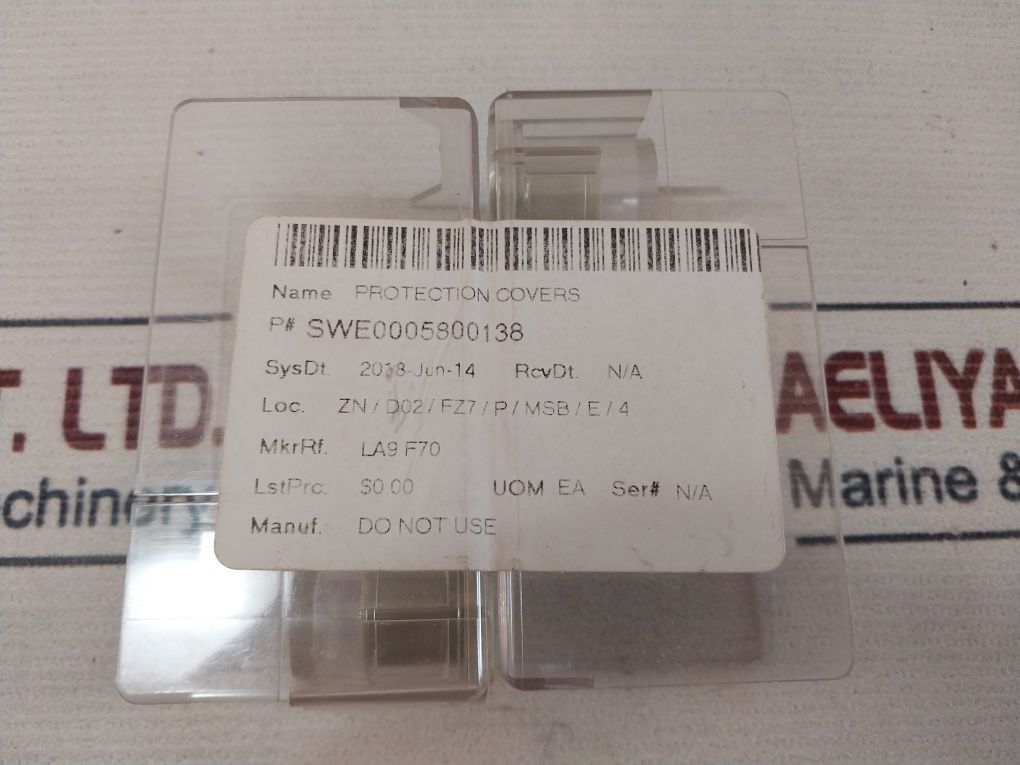 Name PROTECTION COVERS
P# SWE0005800138
SysDt. 2018-Jun-14 RcvDt. N/A
Loc. ZN / D02 / FZ7 / P / MSB / E / 4
MkrRf. LA9 F70
LstPrc. $0.00 UOM EA Ser# N/A
Manuf. DO NOT USE
T. LTD. AELIYA
chinery Marine &